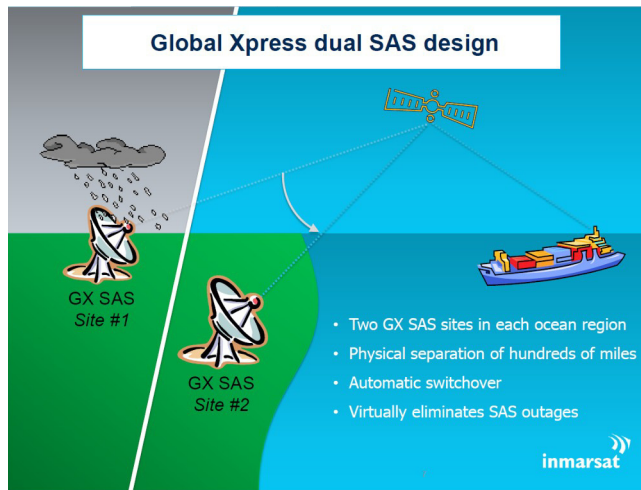 Global Xpress dual SAS design
GX SAS
Site #1
GX SAS
Site #2
• Two GX SAS sites in each ocean region
• Physical separation of hundreds of miles
• Automatic switchover
• Virtually eliminates SAS outages
inmarsat